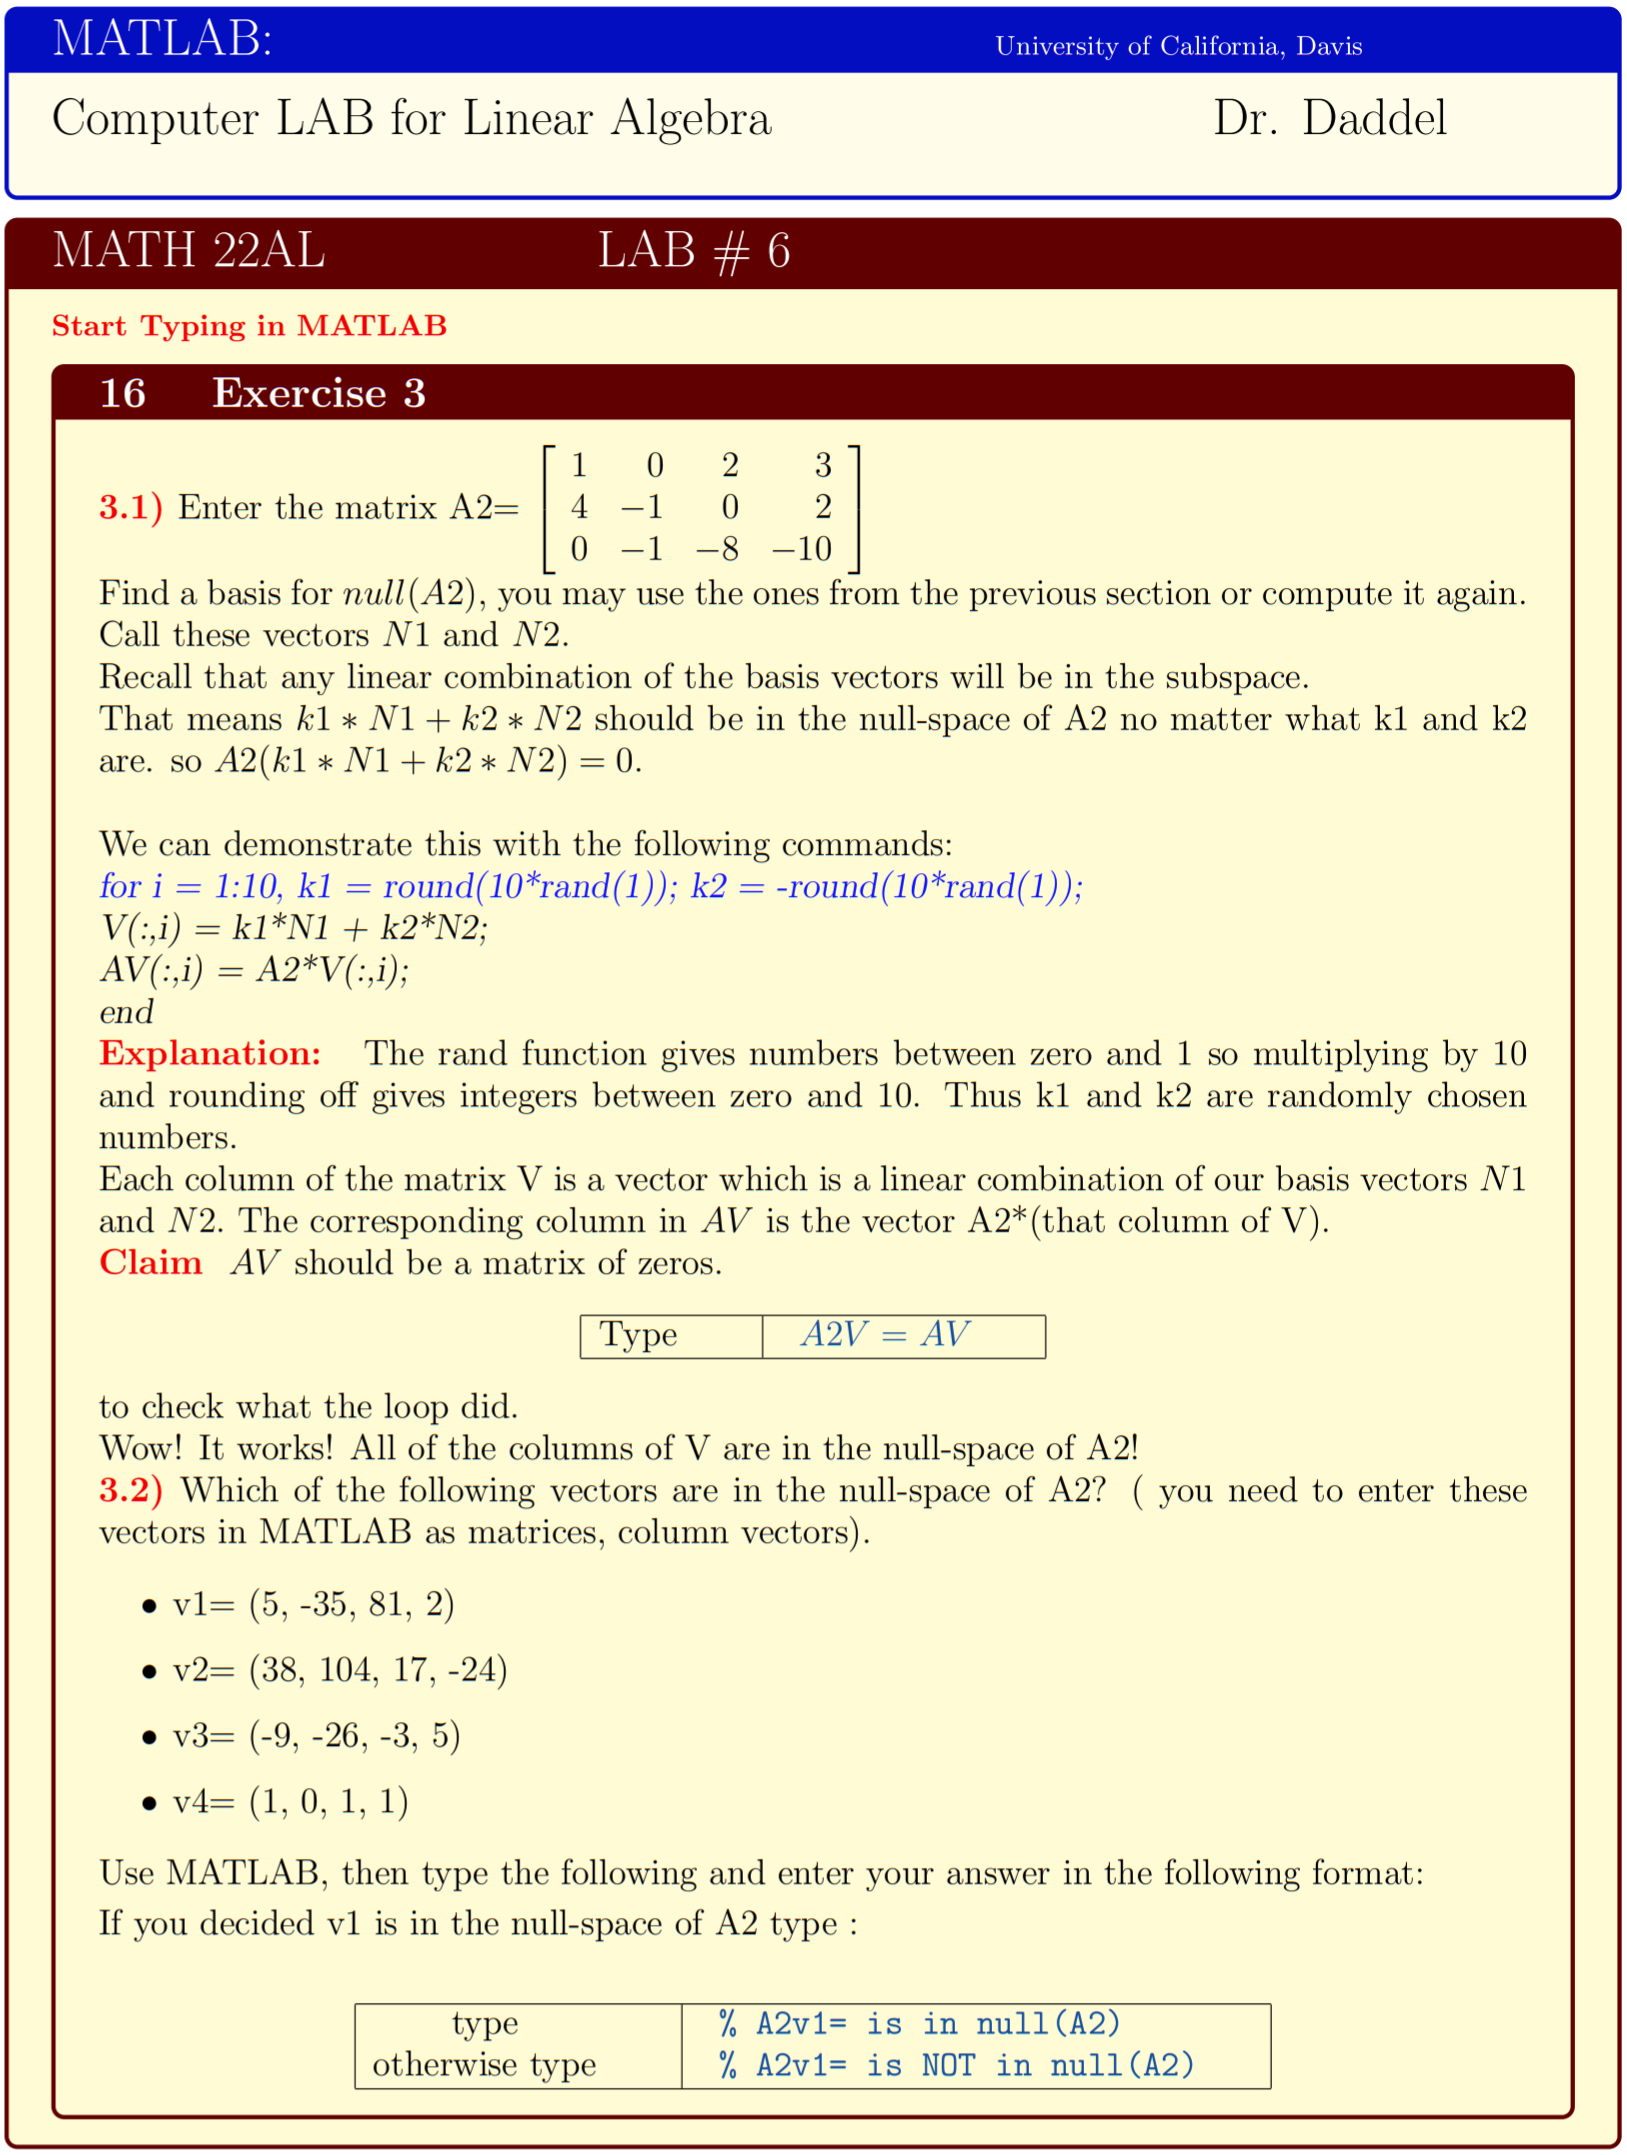 MATLAB: University of California, Davis
Computer LAB for Linear Algebra Dr. Daddel
MATH 22AL LAB # 6
Start Typing in MATLAB
16 Exercise 3
1 0 2 3
3.1) Enter the matrix A2= 4 −1 0 2
0 −1 −8 −10
Find a basis for null(A2), you may use the ones from the previous section or compute it again.
Call these vectors N1 and N2.
Recall that any linear combination of the basis vectors will be in the subspace.
That means k1 ∗ N1 + k2 ∗ N2 should be in the null-space of A2 no matter what k1 and k2
are. so A2(k1 ∗ N1 + k2 ∗ N2) = 0.
We can demonstrate this with the following commands:
for i = 1:10, k1 = round(10*rand(1)); k2 = -round(10*rand(1));
V(:,i) = k1*N1 + k2*N2;
AV(:,i) = A2*V(:,i);
end
Explanation: The rand function gives numbers between zero and 1 so multiplying by 10
and rounding off gives integers between zero and 10. Thus k1 and k2 are randomly chosen
numbers.
Each column of the matrix V is a vector which is a linear combination of our basis vectors N1
and N2. The corresponding column in AV is the vector A2*(that column of V).
Claim AV should be a matrix of zeros.
Type A2V = AV
to check what the loop did.
Wow! It works! All of the columns of V are in the null-space of A2!
3.2) Which of the following vectors are in the null-space of A2? ( you need to enter these
vectors in MATLAB as matrices, column vectors).
• v1= (5, -35, 81, 2)
• v2= (38, 104, 17, -24)
• v3= (-9, -26, -3, 5)
• v4= (1, 0, 1, 1)
Use MATLAB, then type the following and enter your answer in the following format:
If you decided v1 is in the null-space of A2 type :
type % A2v1= is in null(A2)
otherwise type % A2v1= is NOT in null(A2)